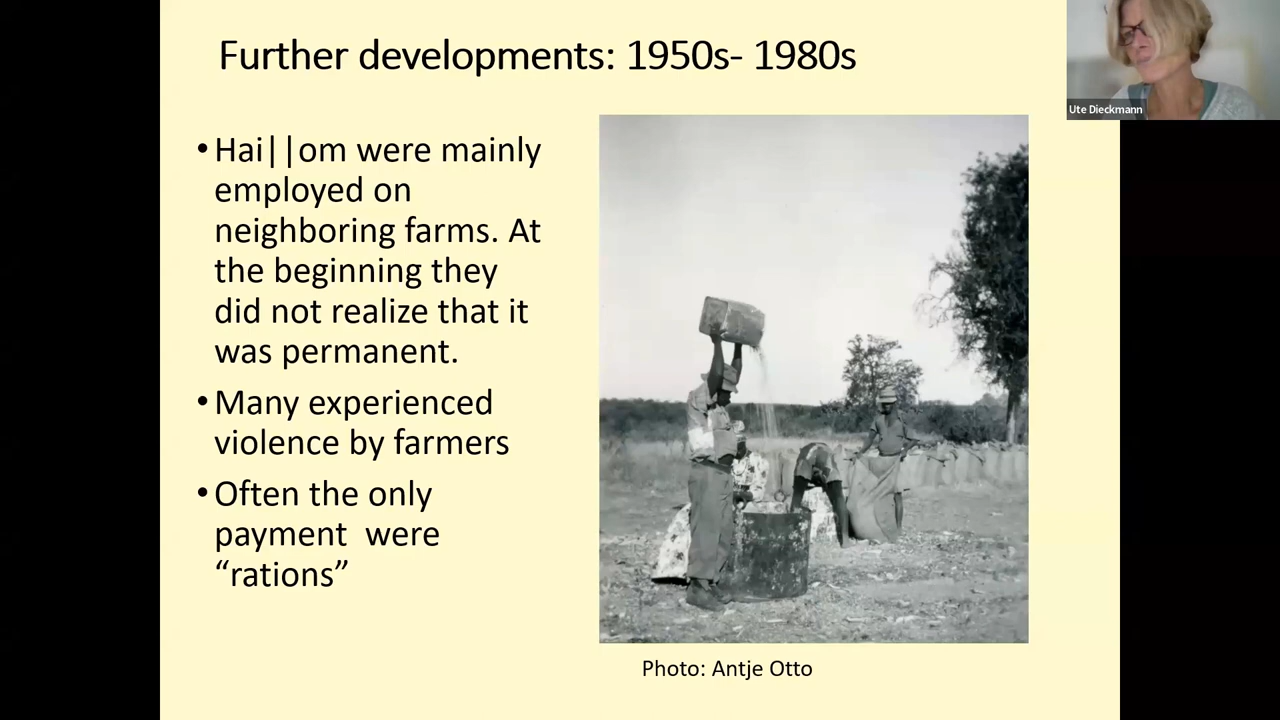 Further developments: 1950s- 1980s
Ute Dieckmann
• Hai||om were mainly
employed on
neighboring farms. At
the beginning they
did not realize that it
was permanent.
• Many experienced
violence by farmers
• Often the only
payment  were
“rations”
Photo: Antje Otto